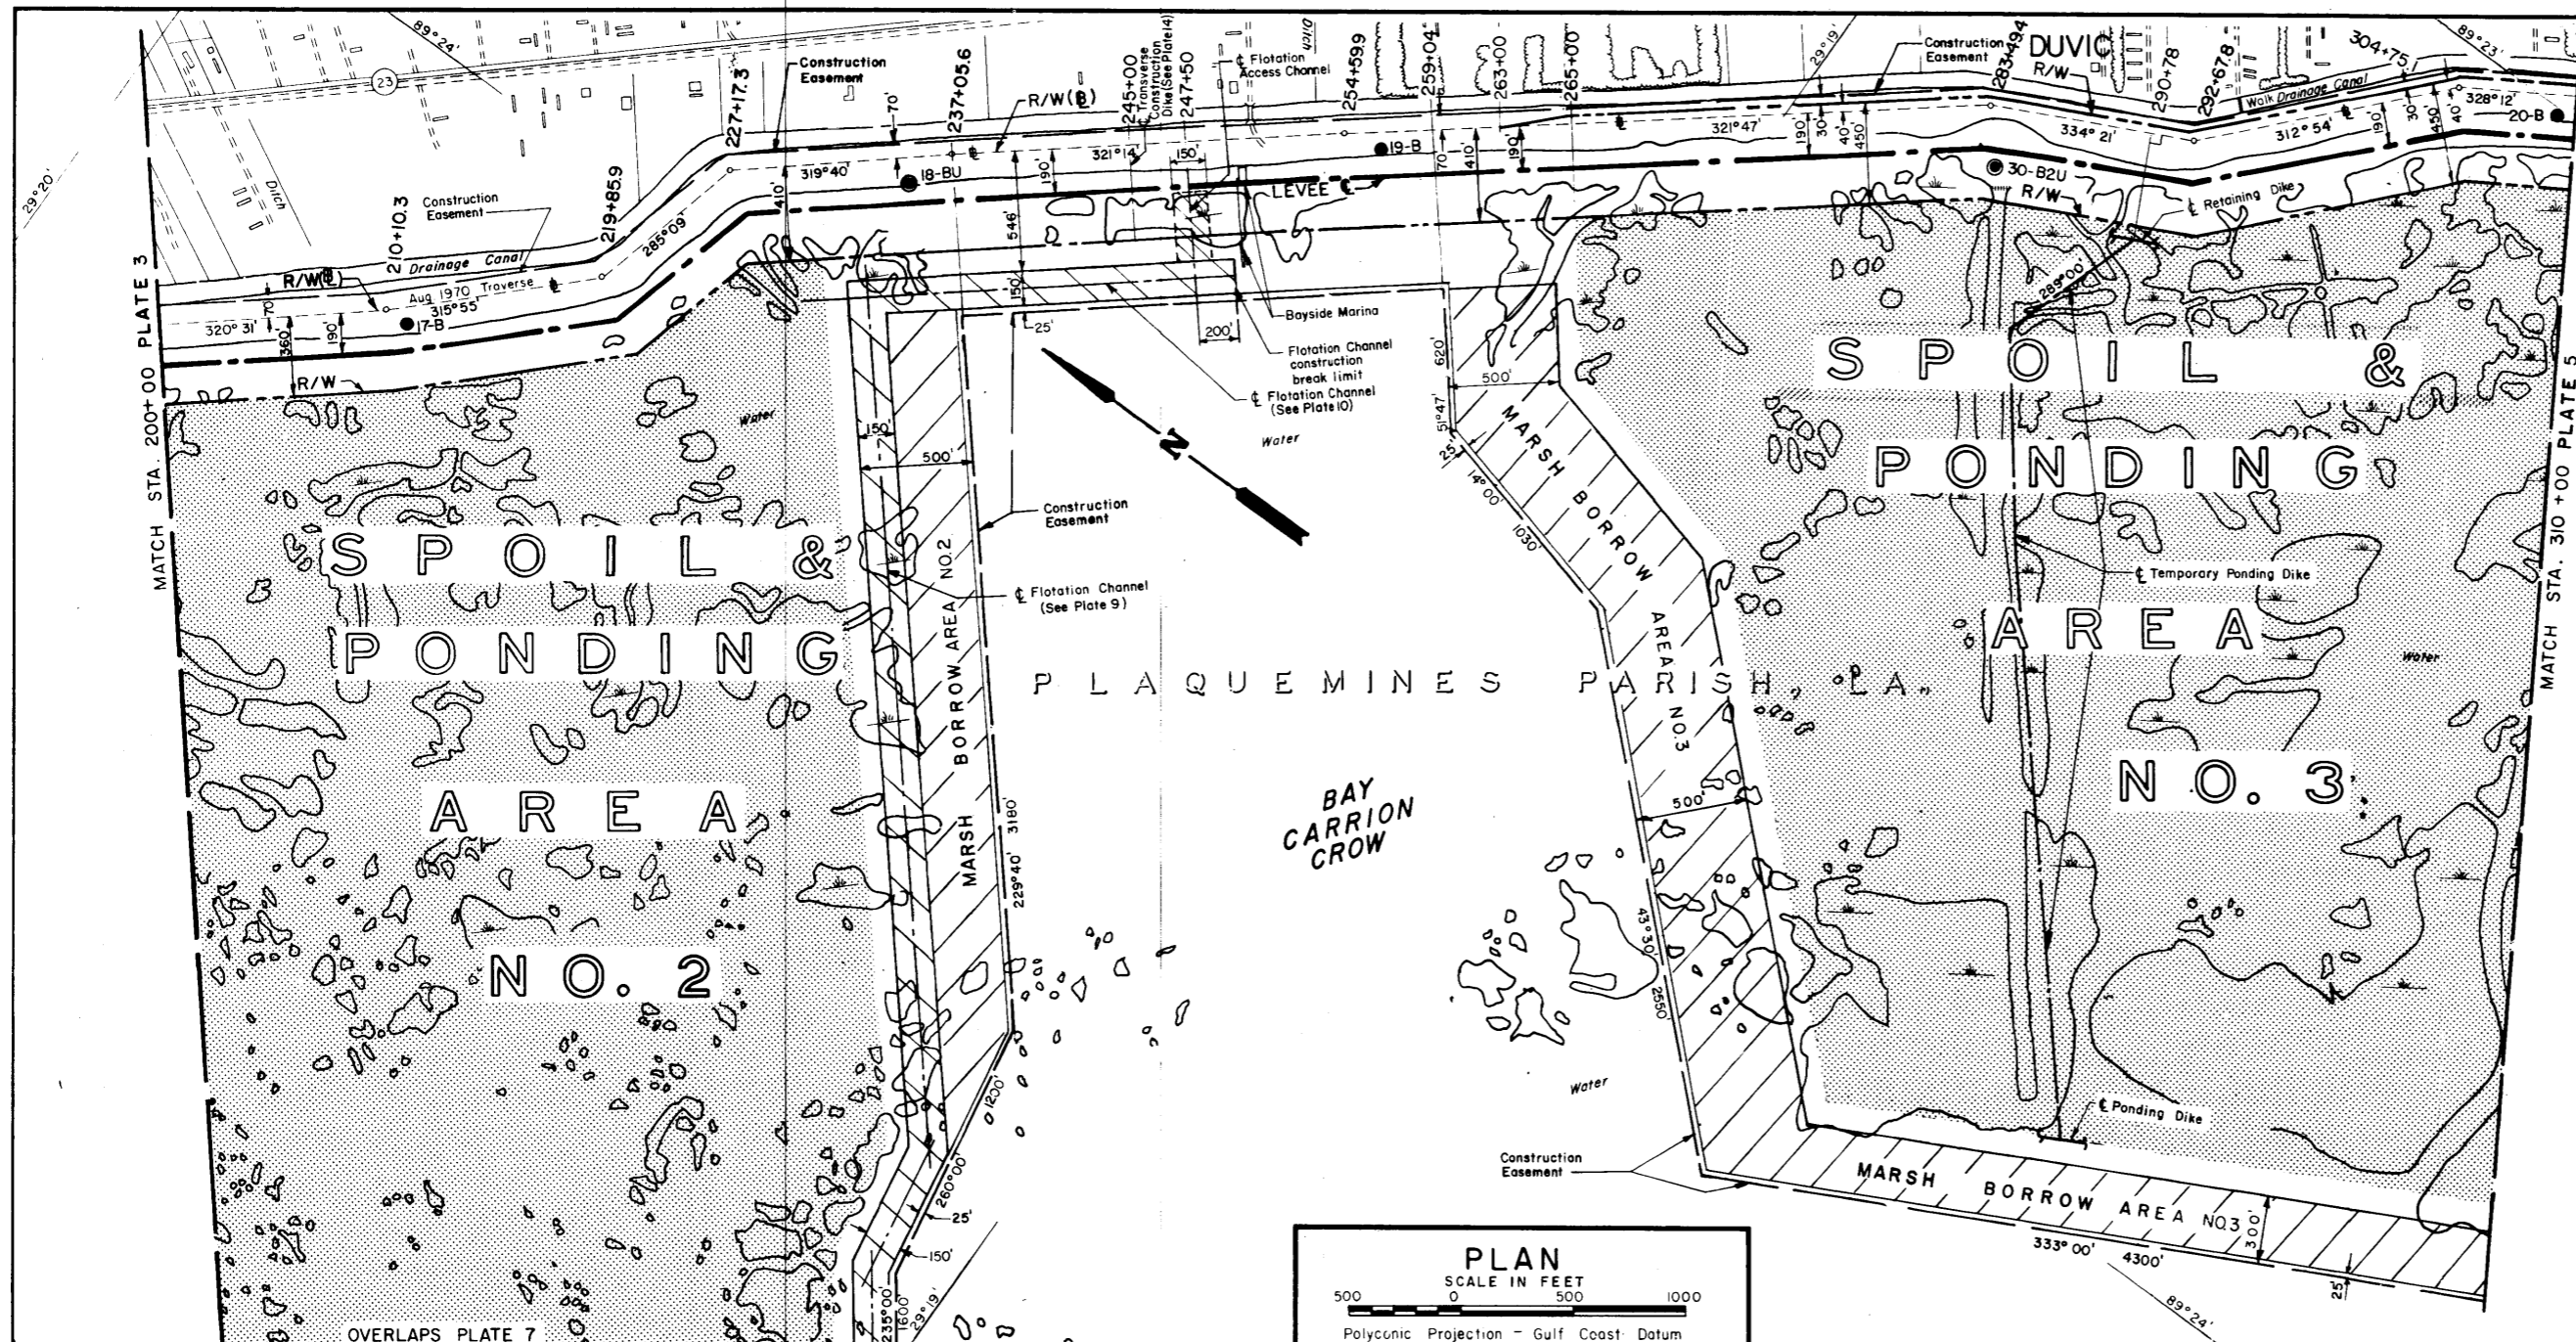 89°24'
23
29°20'
Ditch
MATCH STA. 200+00 PLATE 3
210+10.3
219+85.9
227+17.3
237+05.6
245+00
℄ Transverse
Construction
Dike (See Plate 14)
247+50
Ditch
254+59.9
259+04
263+00
265+00
29°19'
283+49.4
DUVIC
R/W
290+78
292+67.8
304+75.1
89°23'
Construction
Easement
Construction
Easement
Construction
Easement
℄ Flotation
Access Channel
R/W(℄)
R/W
Drainage Canal
Aug 1970 Traverse ℄
320°31'
315°55'
285°09'
319°40'
321°14'
321°47'
334°21'
312°54'
328°12'
Walk
Drainage Canal
17-B
18-BU
19-B
30-B2U
20-B
70'
360'
190'
R/W
70'
410'
546'
190'
150'
LEVEE ℄
70'
410'
190'
190'
30'
40'
450'
190'
30'
450'
40'
R/W
℄ Retaining Dike
289°00'
150'
25'
200'
Bayside Marina
Flotation Channel
construction
break limit
℄ Flotation Channel
(See Plate 10)
Water
Water
N
150'
500'
Construction
Easement
℄ Flotation Channel
(See Plate 9)
MARSH BORROW AREA NO.2
3180'
229°40'
1200'
260°00'
25'
150'
235°00'
1600'
29°19'
SPOIL &
PONDING
AREA
NO. 2
OVERLAPS PLATE 7
PLAQUEMINES PARISH, LA.
BAY
CARRION
CROW
620'
51°47'
500'
25'
14°00'
1030'
MARSH BORROW AREA NO.3
500'
43°30'
2550'
Water
Construction
Easement
SPOIL &
PONDING
AREA
NO. 3
℄ Temporary Ponding Dike
Water
℄ Ponding Dike
MARSH BORROW AREA NO.3
300'
333°00' 4300'
25'
89°24'
MATCH STA. 310+00 PLATE 5
PLAN
SCALE IN FEET
500 0 500 1000
Polyconic Projection - Gulf Coast Datum